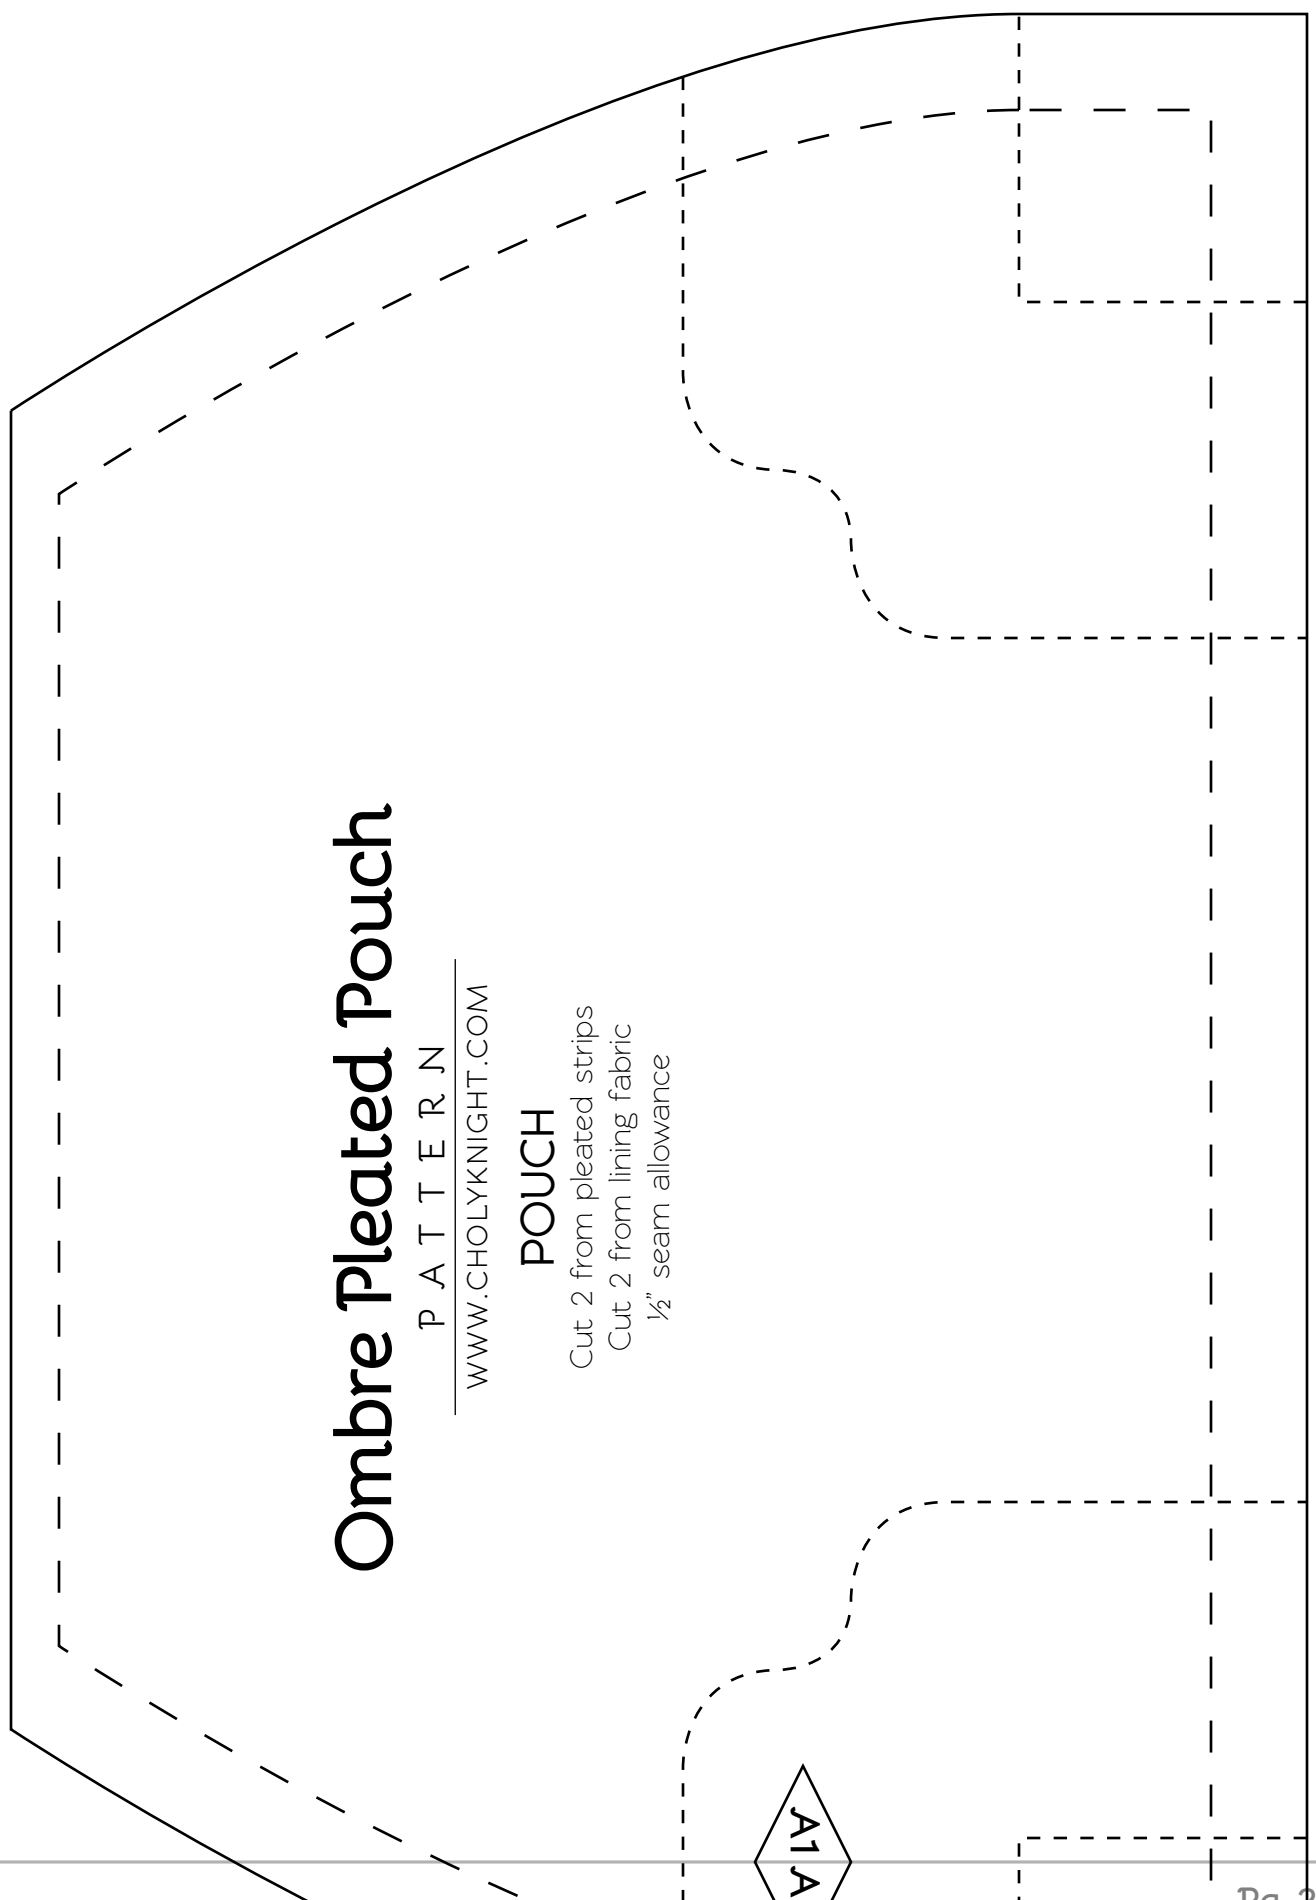 Ombre Pleated Pouch
PATTERN
WWW.CHOLYKNIGHT.COM
POUCH
Cut 2 from pleated strips
Cut 2 from lining fabric
½” seam allowance
A1 A